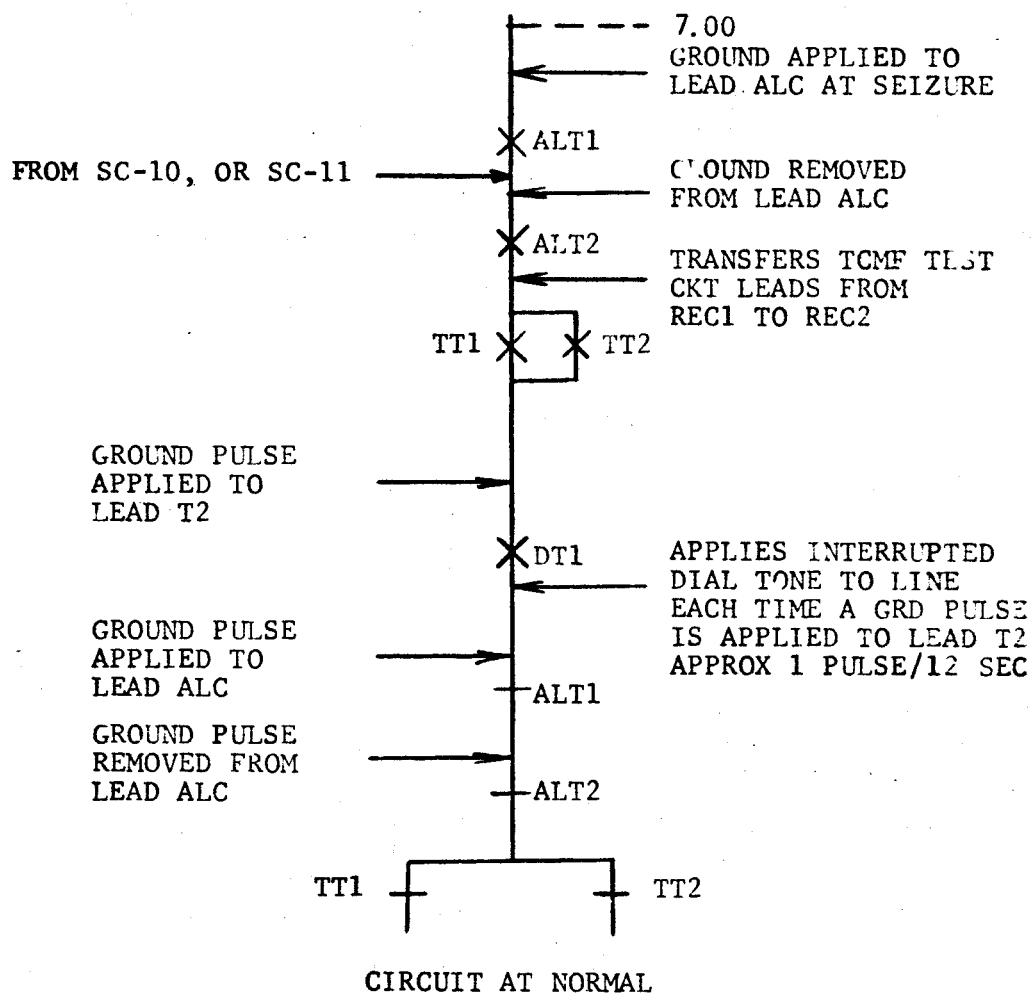 7.00
GROUND APPLIED TO
LEAD ALC AT SEIZURE
ALT1
FROM SC-10, OR SC-11
GROUND REMOVED
FROM LEAD ALC
ALT2
TRANSFERS TCMF TEST
CKT LEADS FROM
REC1 TO REC2
TT1
TT2
GROUND PULSE
APPLIED TO
LEAD T2
DT1
APPLIES INTERRUPTED
DIAL TONE TO LINE
EACH TIME A GRD PULSE
IS APPLIED TO LEAD T2
APPROX 1 PULSE/12 SEC
GROUND PULSE
APPLIED TO
LEAD ALC
ALT1
GROUND PULSE
REMOVED FROM
LEAD ALC
ALT2
TT1
TT2
CIRCUIT AT NORMAL